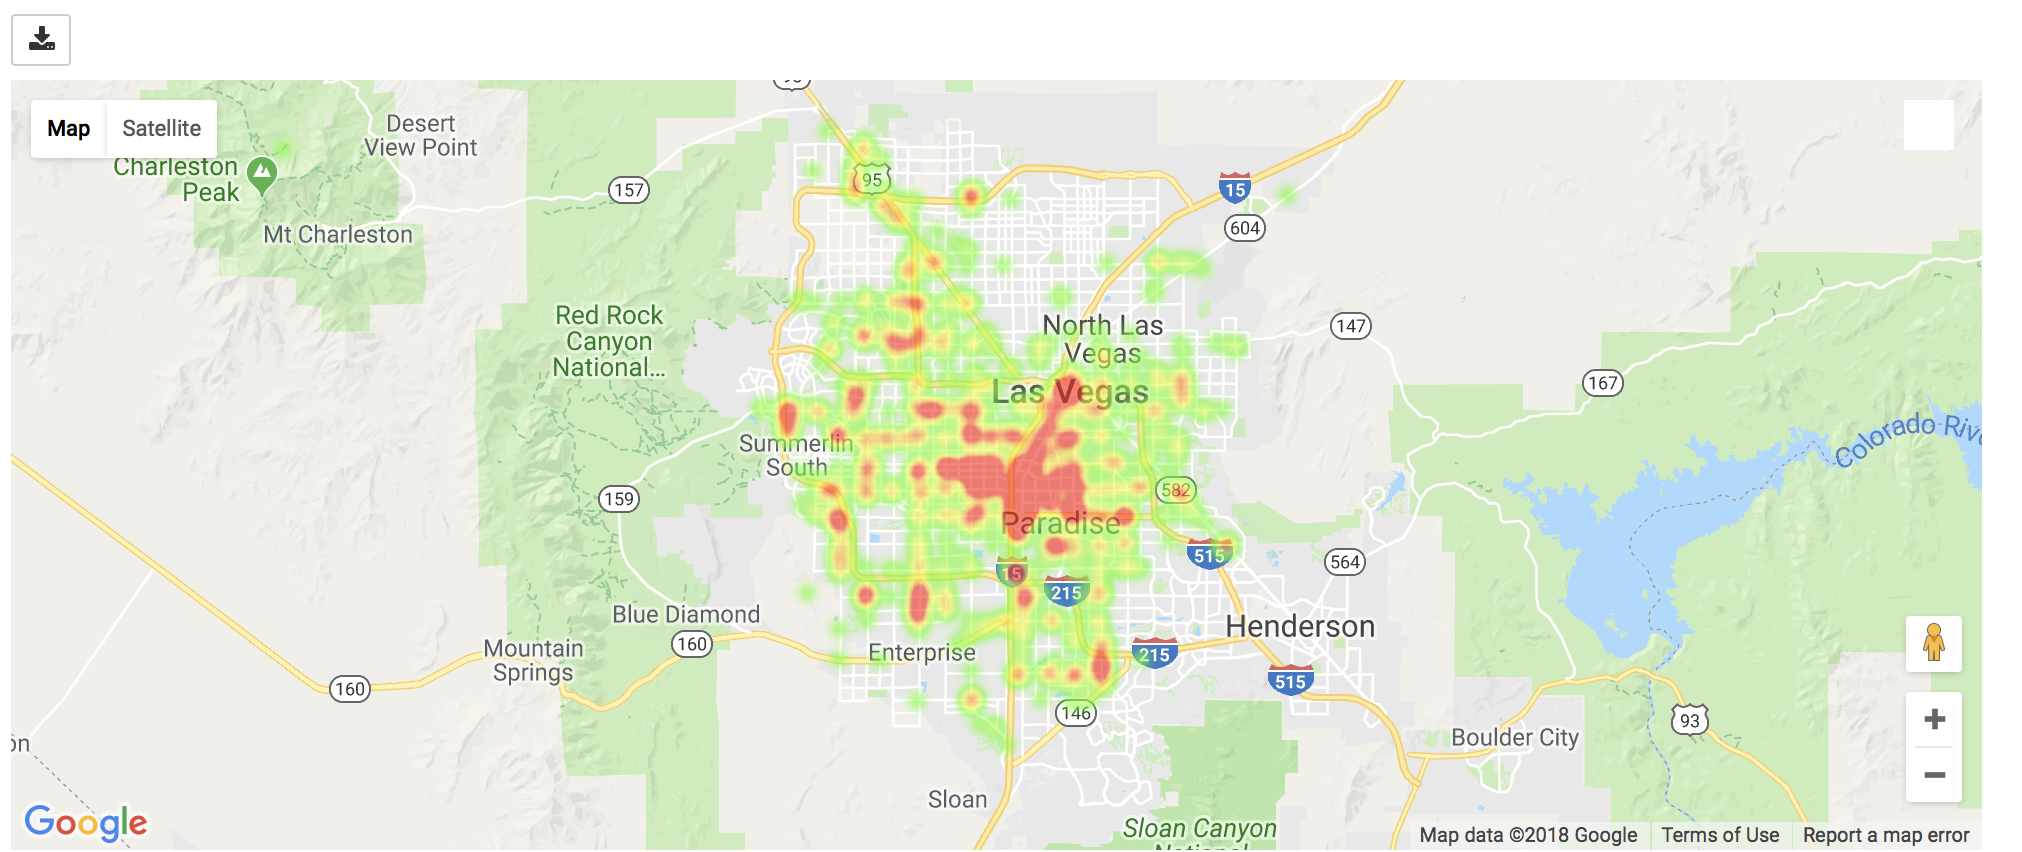 Map
Satellite
Desert
View Point
Charleston
Peak
157
95
15
604
Mt Charleston
Red Rock
Canyon
National...
North Las
Vegas
147
167
Las Vegas
Summerlin
South
Colorado Riv
159
582
Paradise
515
564
15
215
Blue Diamond
160
Henderson
Mountain
Springs
Enterprise
215
515
160
146
93
Boulder City
Sloan
Sloan Canyon
Google
Map data ©2018 Google
Terms of Use
Report a map error